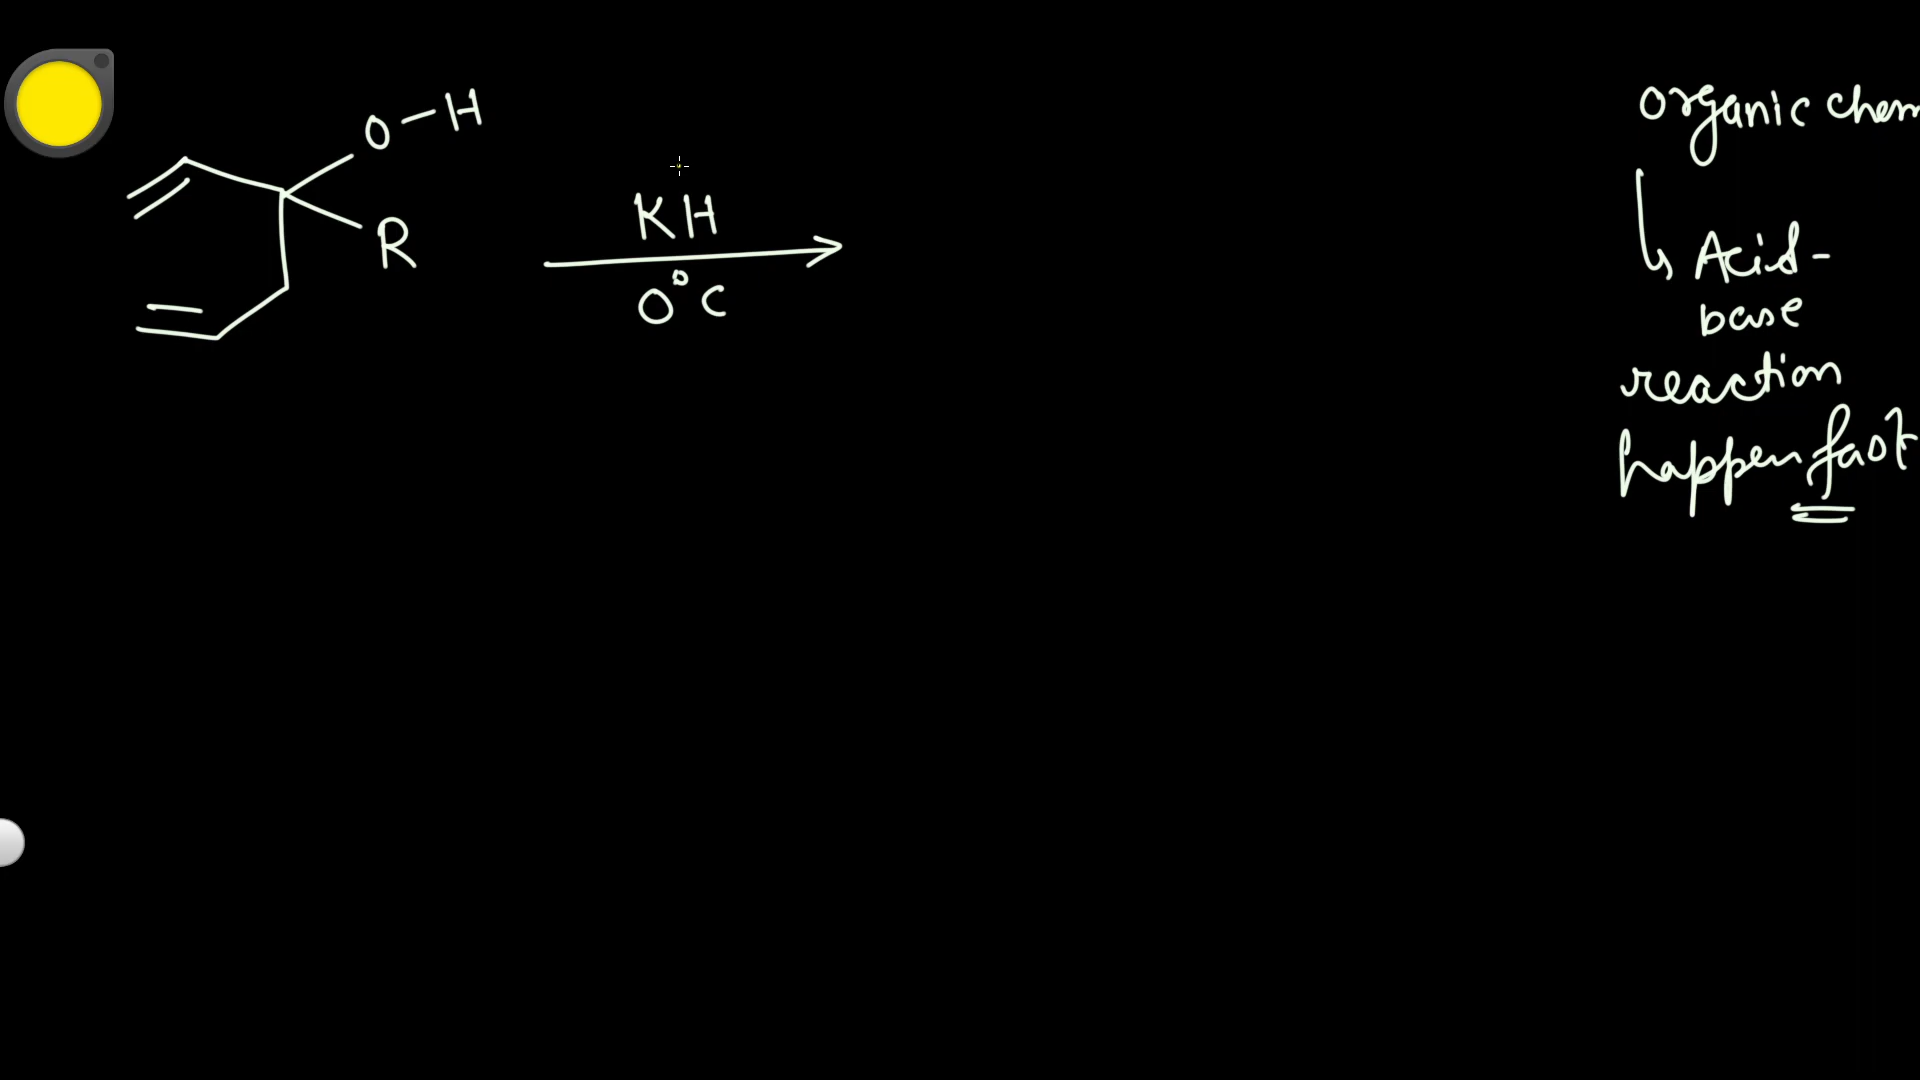 O-H
R
KH
0°C
organic chem
Acid-
base
reaction
happen fast